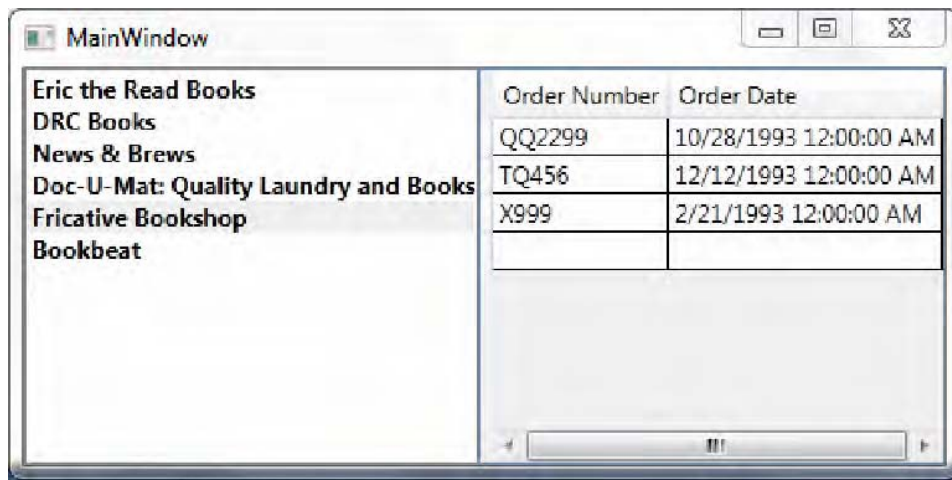 MainWindow
Eric the Read Books
DRC Books
News & Brews
Doc-U-Mat: Quality Laundry and Books
Fricative Bookshop
Bookbeat
Order Number Order Date
QQ2299 10/28/1993 12:00:00 AM
TQ456 12/12/1993 12:00:00 AM
X999 2/21/1993 12:00:00 AM